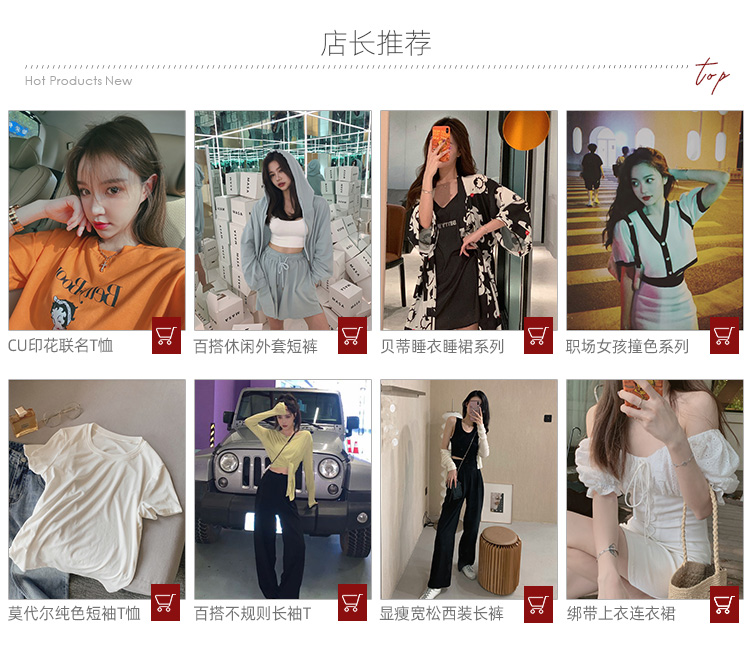 店长推荐
Hot Products New
top
CU印花联名T恤
百搭休闲外套短裤
贝蒂睡衣睡裙系列
职场女孩撞色系列
莫代尔纯色短袖T恤
百搭不规则长袖T
显瘦宽松西装长裤
绑带上衣连衣裙